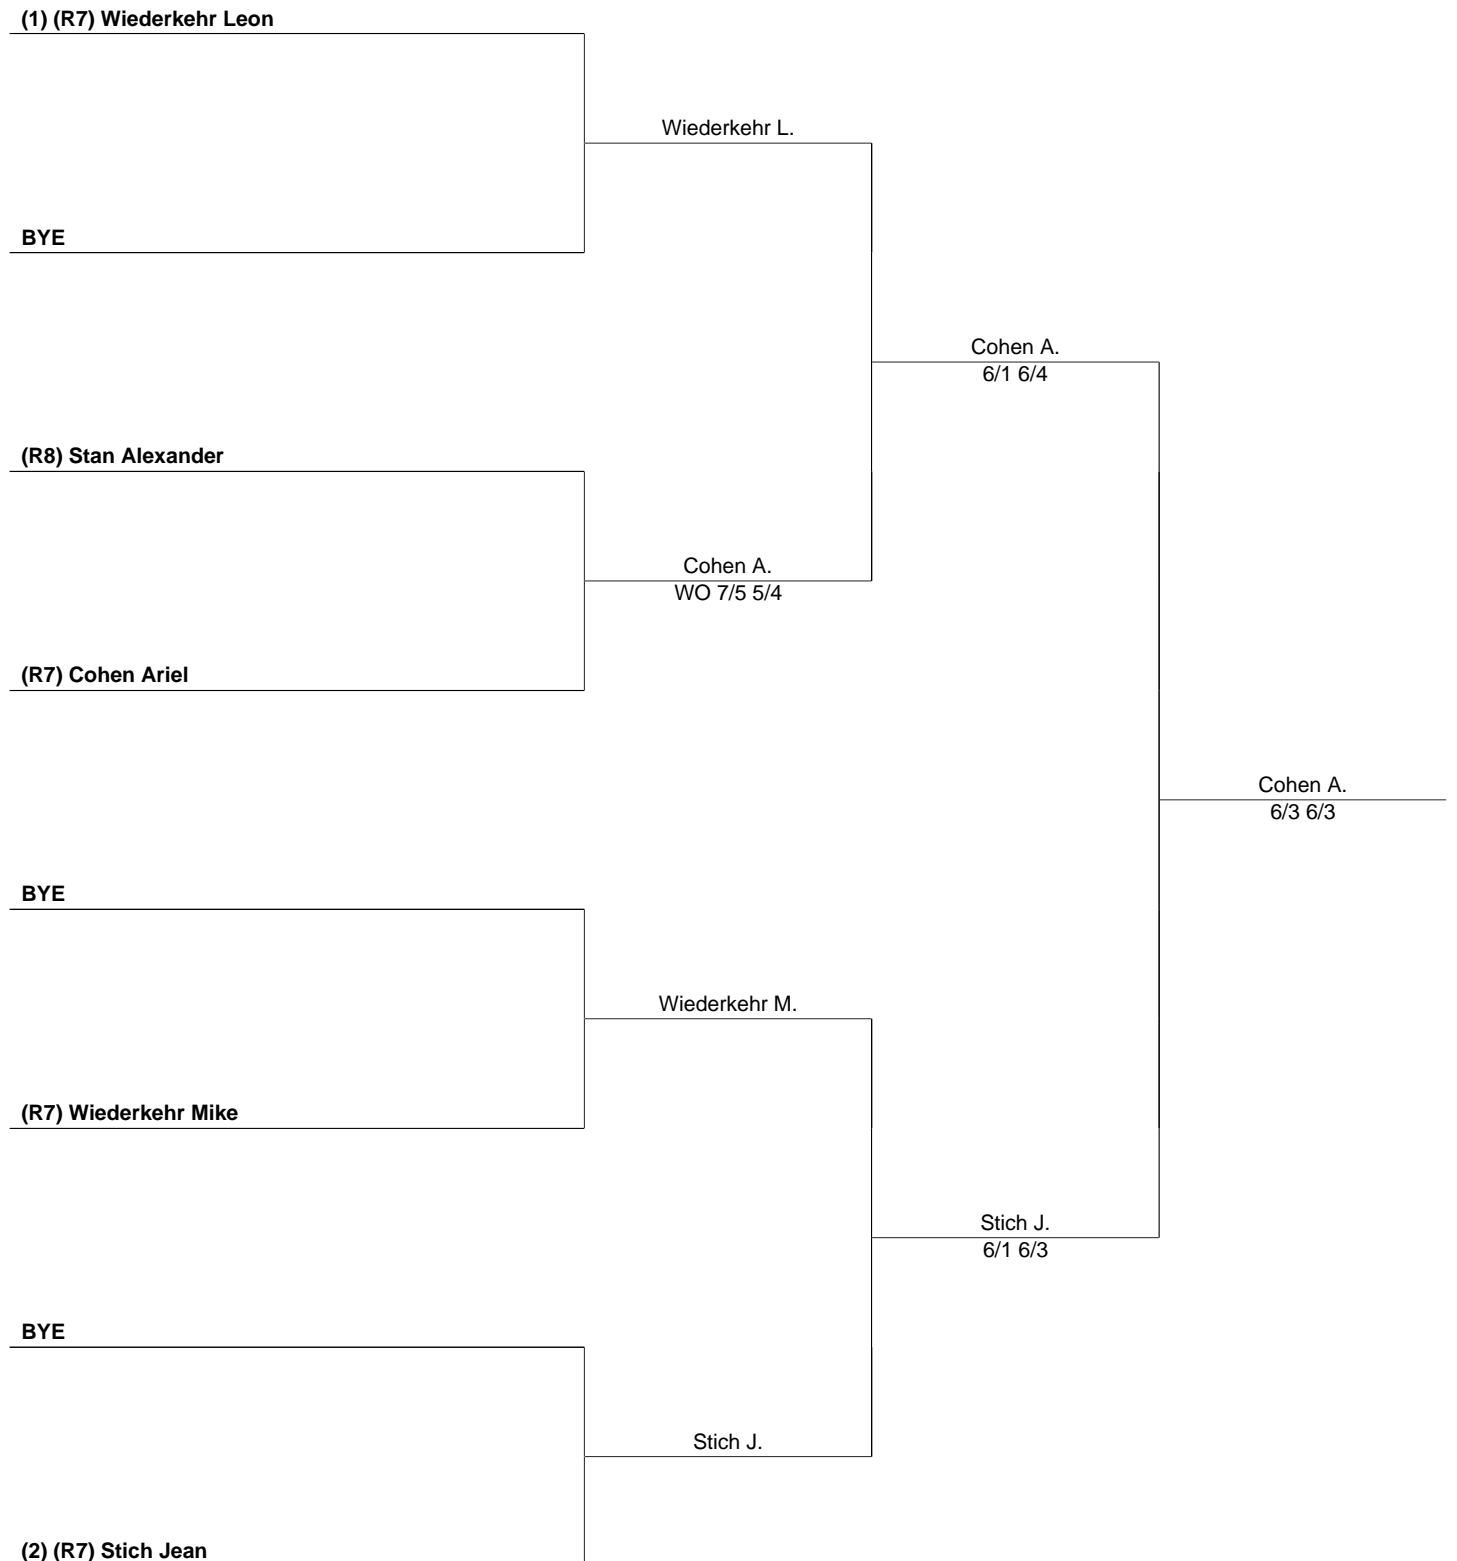 (1) (R7) Wiederkehr Leon
Wiederkehr L.
BYE
Cohen A.
6/1 6/4
(R8) Stan Alexander
Cohen A.
WO 7/5 5/4
(R7) Cohen Ariel
Cohen A.
6/3 6/3
BYE
Wiederkehr M.
(R7) Wiederkehr Mike
Stich J.
6/1 6/3
BYE
Stich J.
(2) (R7) Stich Jean